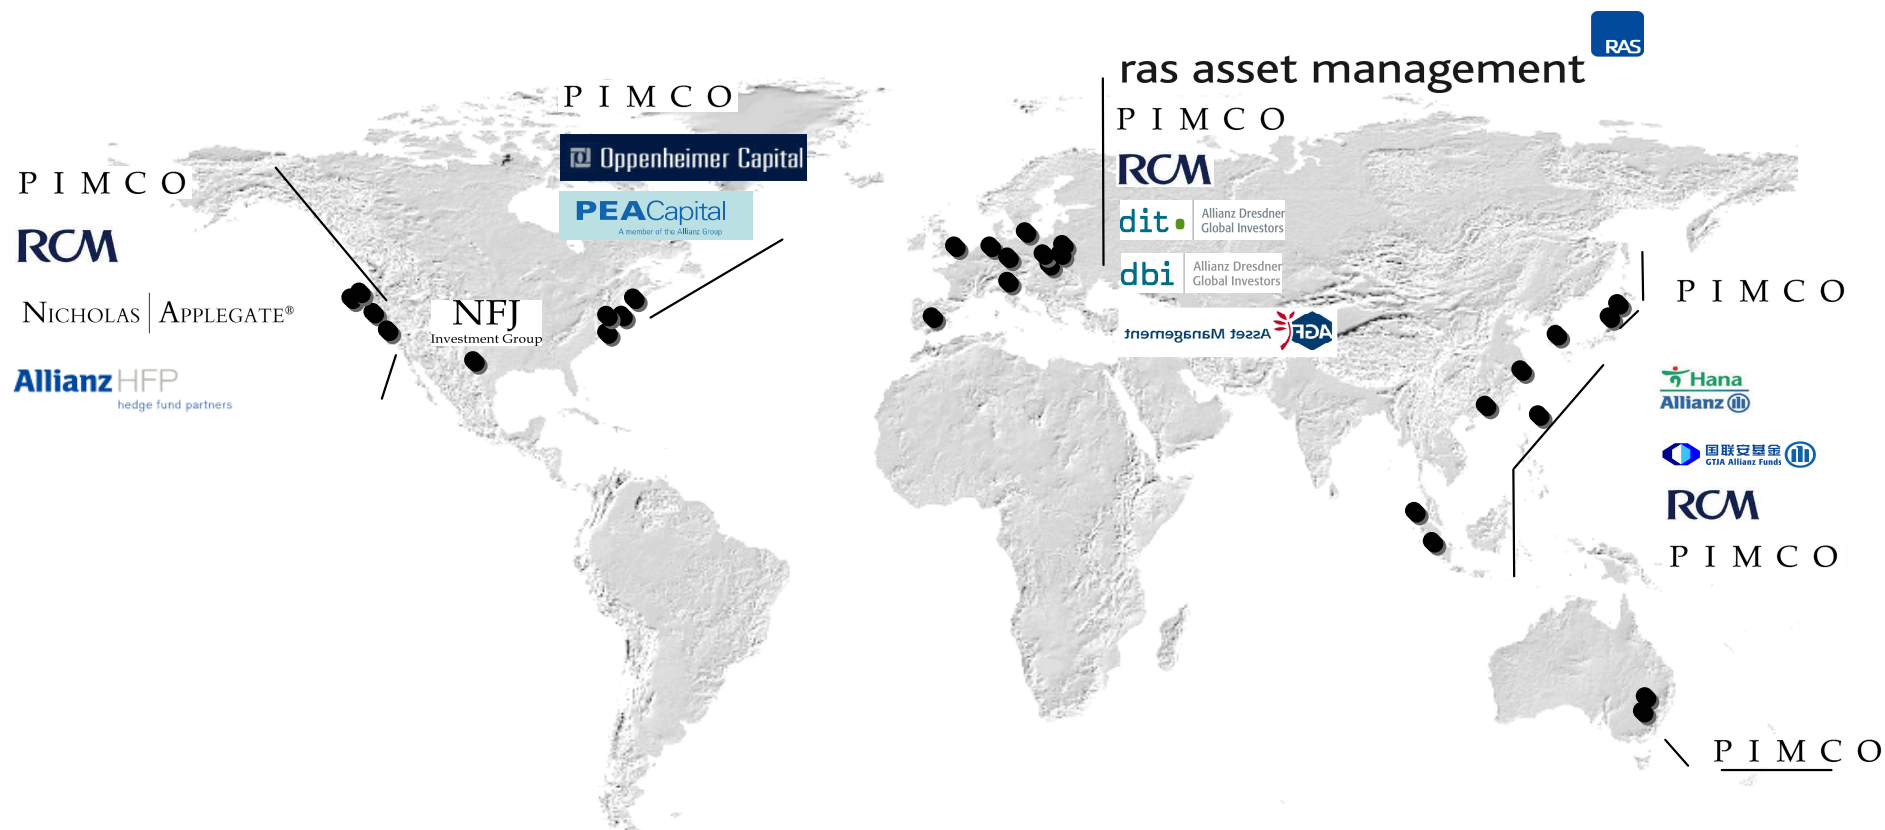 RAS
ras asset management
PIMCO
Oppenheimer Capital
PEACapital
A member of the Allianz Group
PIMCO
RCM
dit.
Allianz Dresdner
Global Investors
dbi
Allianz Dresdner
Global Investors
AGF Asset Management
PIMCO
RCM
NICHOLAS | APPLEGATE®
Allianz HFP
hedge fund partners
NFJ
Investment Group
PIMCO
Hana
Allianz
国联安基金
GTJA Allianz Funds
RCM
PIMCO
PIMCO